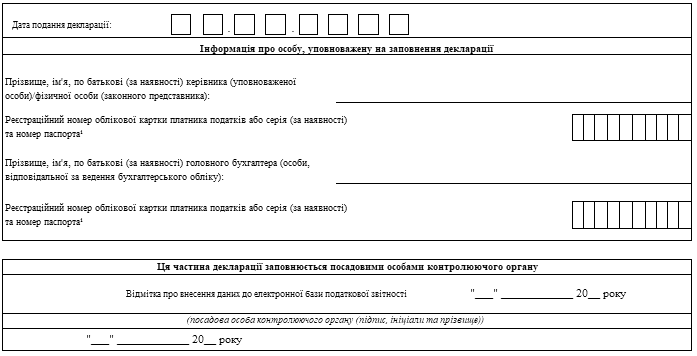 Дата подання декларації: . .
Інформація про особу, уповноважену на заповнення декларації
Прізвище, ім'я, по батькові (за наявності) керівника (уповноваженої
особи)/фізичної особи (законного представника):
Реєстраційний номер облікової картки платника податків або серія (за наявності)
та номер паспорта¹
Прізвище, ім'я, по батькові (за наявності) головного бухгалтера (особи,
відповідальної за ведення бухгалтерського обліку):
Реєстраційний номер облікової картки платника податків або серія (за наявності)
та номер паспорта¹
Ця частина декларації заповнюється посадовими особами контролюючого органу
Відмітка про внесення даних до електронної бази податкової звітності "___" _____________ 20__ року
(посадова особа контролюючого органу (підпис, ініціали та прізвище))
"___" _____________ 20__ року